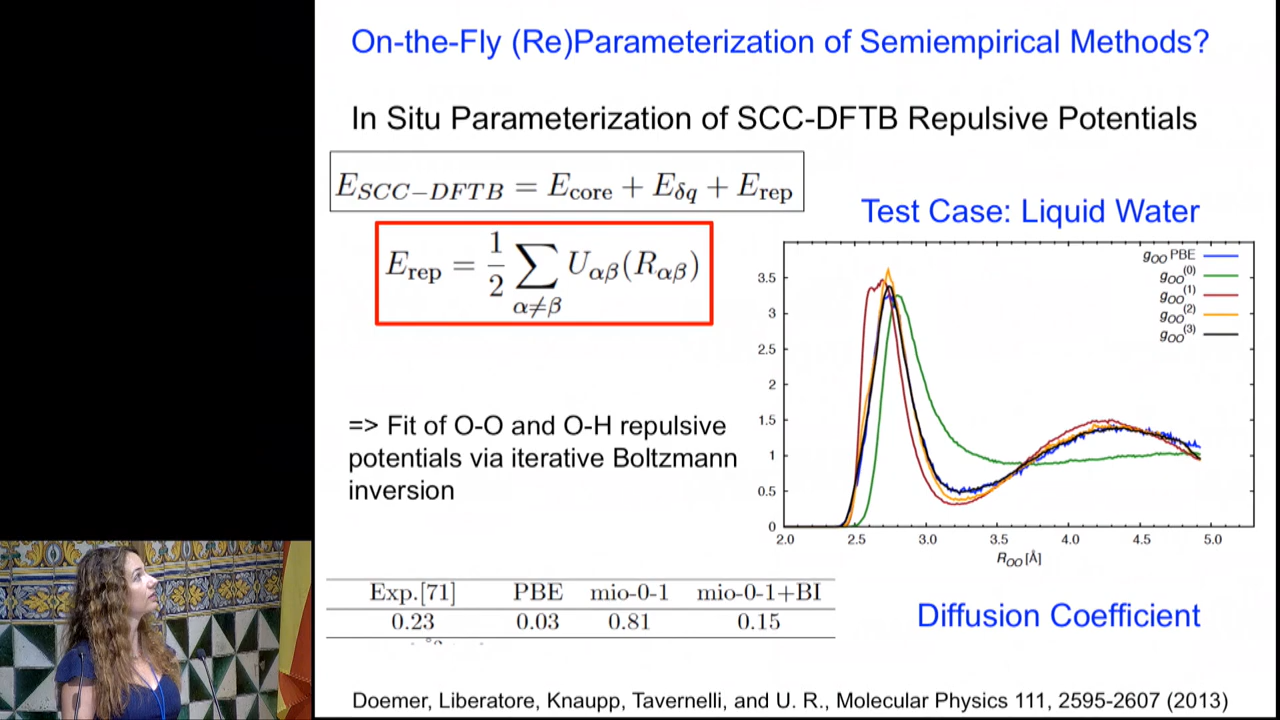 On-the-Fly (Re)Parameterization of Semiempirical Methods?
In Situ Parameterization of SCC-DFTB Repulsive Potentials
E_{SCC-DFTB} = E_{core} + E_{δq} + E_{rep}
E_{rep} = \frac{1}{2} \sum_{α≠β} U_{αβ}(R_{αβ})
Test Case: Liquid Water
g_{OO} PBE
g_{OO}^{(0)}
g_{OO}^{(1)}
g_{OO}^{(2)}
g_{OO}^{(3)}
3.5
3
2.5
2
1.5
1
0.5
0
2.0 2.5 3.0 3.5 4.0 4.5 5.0
R_{OO} [Å]
=> Fit of O-O and O-H repulsive
potentials via iterative Boltzmann
inversion
Exp.[71] PBE mio-0-1 mio-0-1+BI
0.23 0.03 0.81 0.15
Diffusion Coefficient
Doemer, Liberatore, Knaupp, Tavernelli, and U. R., Molecular Physics 111, 2595-2607 (2013)